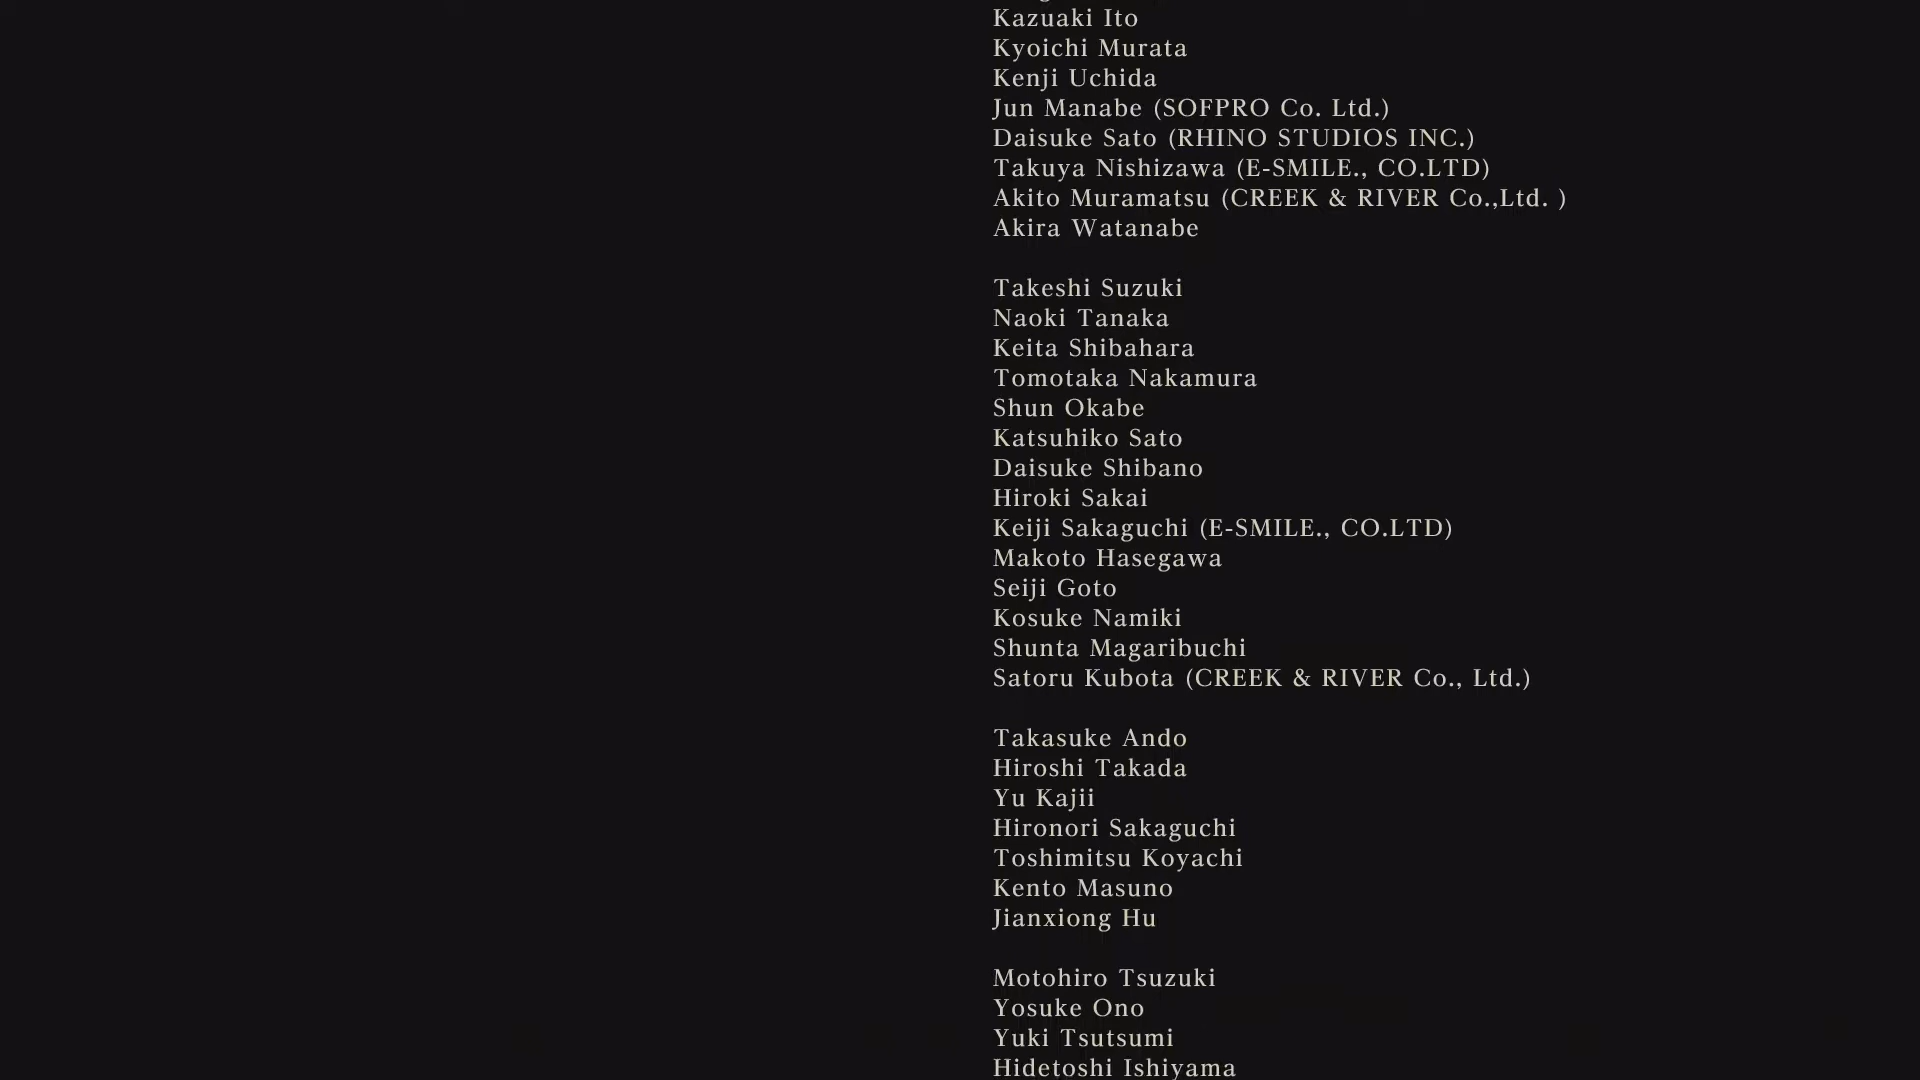 Kazuaki Ito
Kyoichi Murata
Kenji Uchida
Jun Manabe (SOFPRO Co. Ltd.)
Daisuke Sato (RHINO STUDIOS INC.)
Takuya Nishizawa (E-SMILE., CO.LTD)
Akito Muramatsu (CREEK & RIVER Co.,Ltd. )
Akira Watanabe
Takeshi Suzuki
Naoki Tanaka
Keita Shibahara
Tomotaka Nakamura
Shun Okabe
Katsuhiko Sato
Daisuke Shibano
Hiroki Sakai
Keiji Sakaguchi (E-SMILE., CO.LTD)
Makoto Hasegawa
Seiji Goto
Kosuke Namiki
Shunta Magaribuchi
Satoru Kubota (CREEK & RIVER Co., Ltd.)
Takasuke Ando
Hiroshi Takada
Yu Kajii
Hironori Sakaguchi
Toshimitsu Koyachi
Kento Masuno
Jianxiong Hu
Motohiro Tsuzuki
Yosuke Ono
Yuki Tsutsumi
Hidetoshi Ishiyama